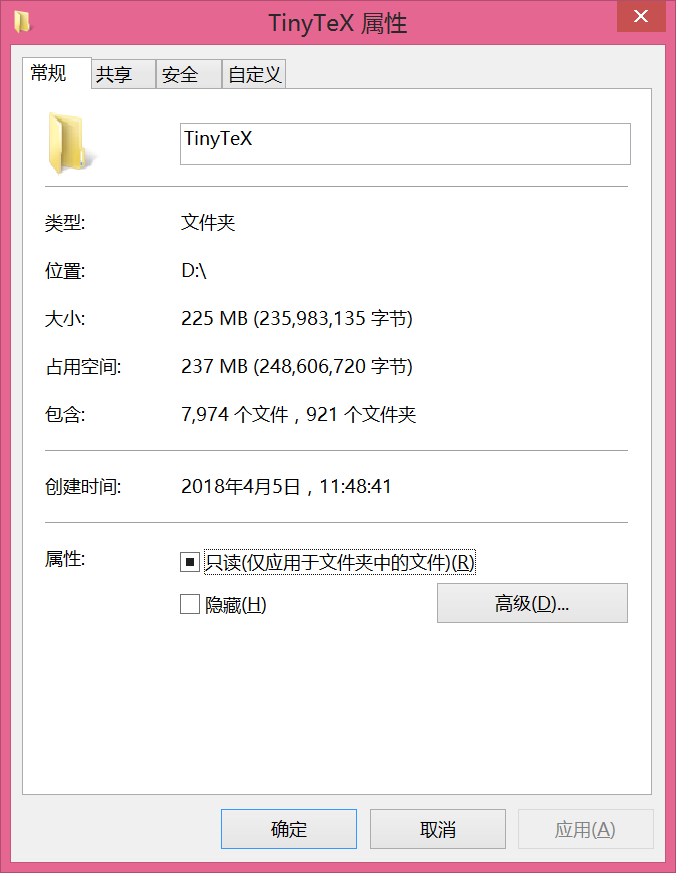 TinyTeX 属性
常规 共享 安全 自定义
TinyTeX
类型: 文件夹
位置: D:\
大小: 225 MB (235,983,135 字节)
占用空间: 237 MB (248,606,720 字节)
包含: 7,974 个文件，921 个文件夹
创建时间: 2018年4月5日，11:48:41
属性: 只读(仅应用于文件夹中的文件)(R)
隐藏(H) 高级(D)...
确定 取消 应用(A)